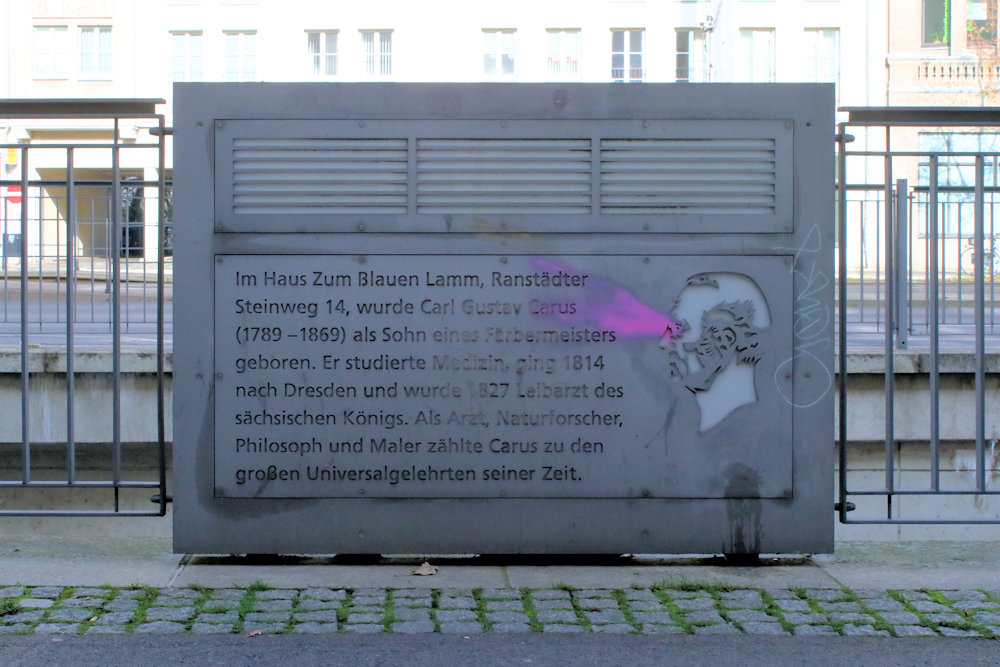 Im Haus Zum Blauen Lamm, Ranstädter
Steinweg 14, wurde Carl Gustav Carus
(1789 – 1869) als Sohn eines Färbermeisters
geboren. Er studierte Medizin, ging 1814
nach Dresden und wurde 1827 Leibarzt des
sächsischen Königs. Als Arzt, Naturforscher,
Philosoph und Maler zählte Carus zu den
großen Universalgelehrten seiner Zeit.